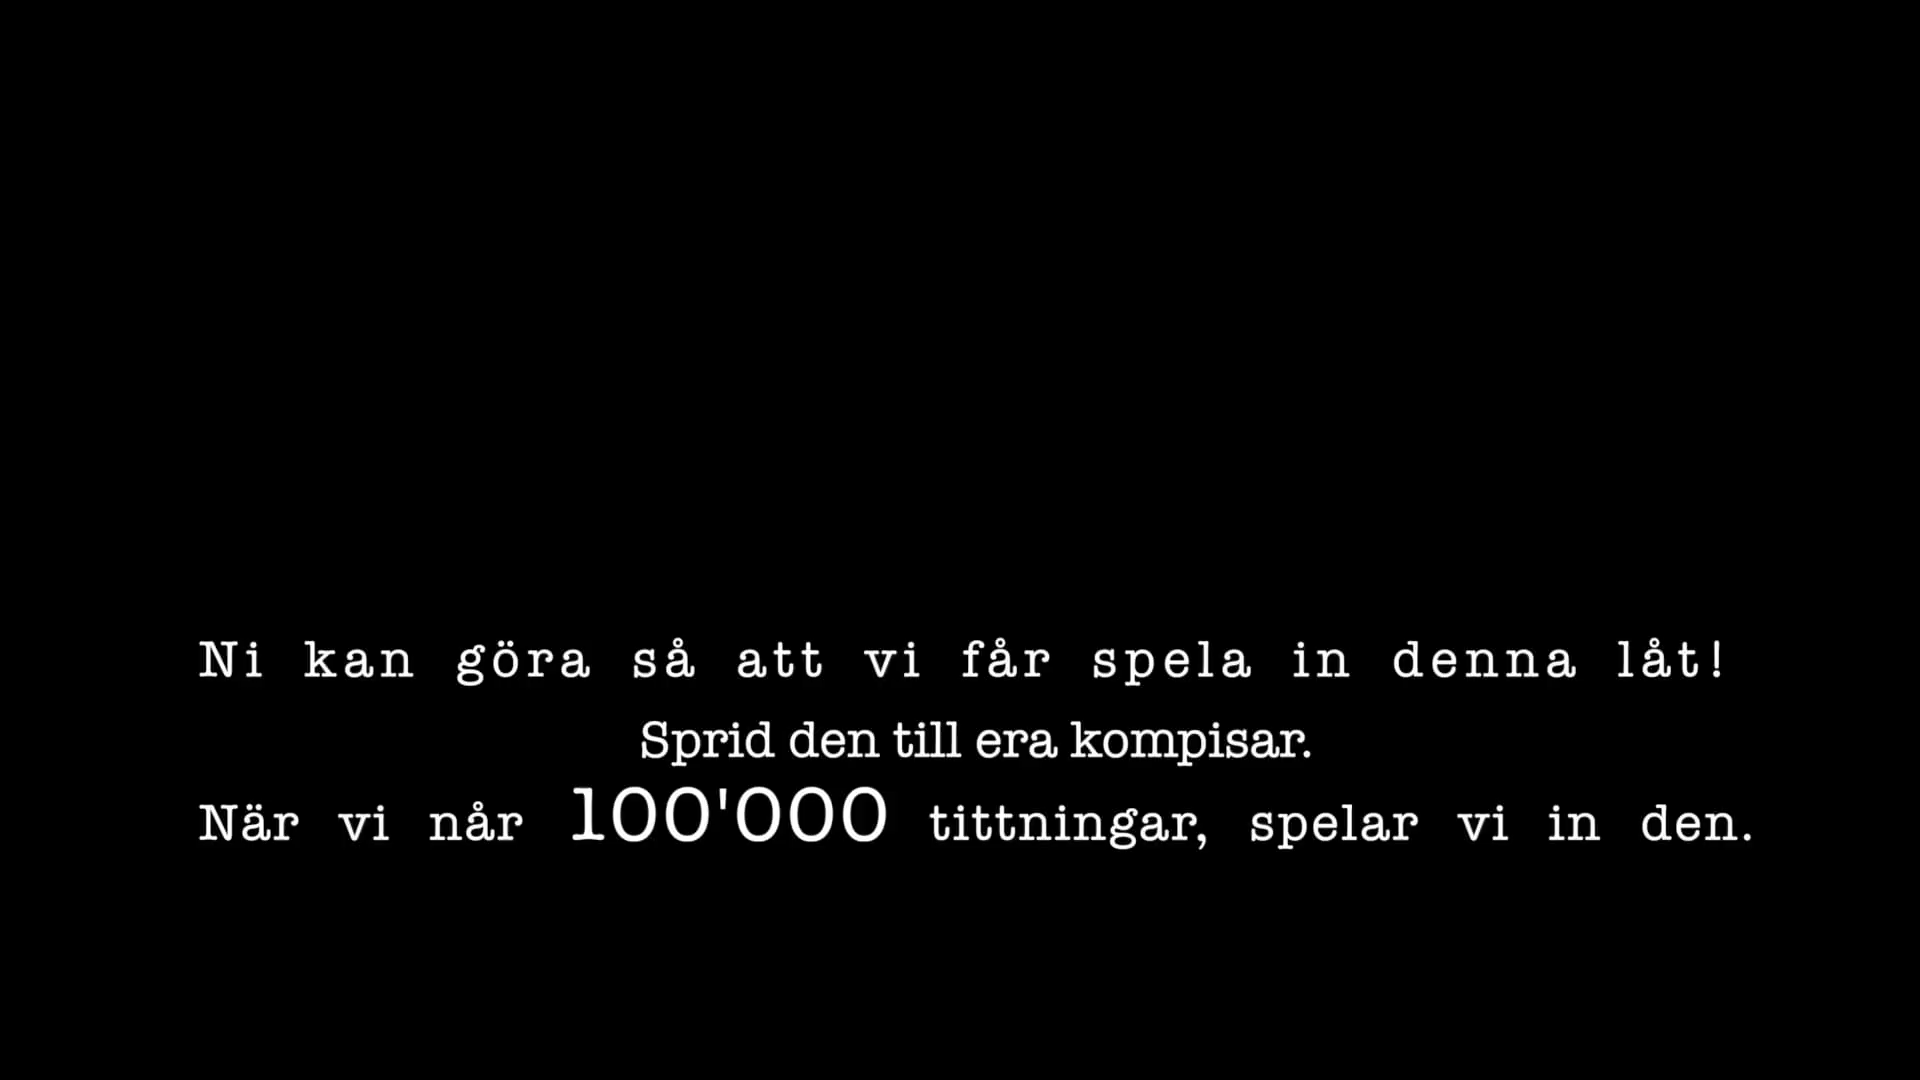 Ni kan göra så att vi får spela in denna låt!
Sprid den till era kompisar.
När vi når 100'000 tittningar, spelar vi in den.